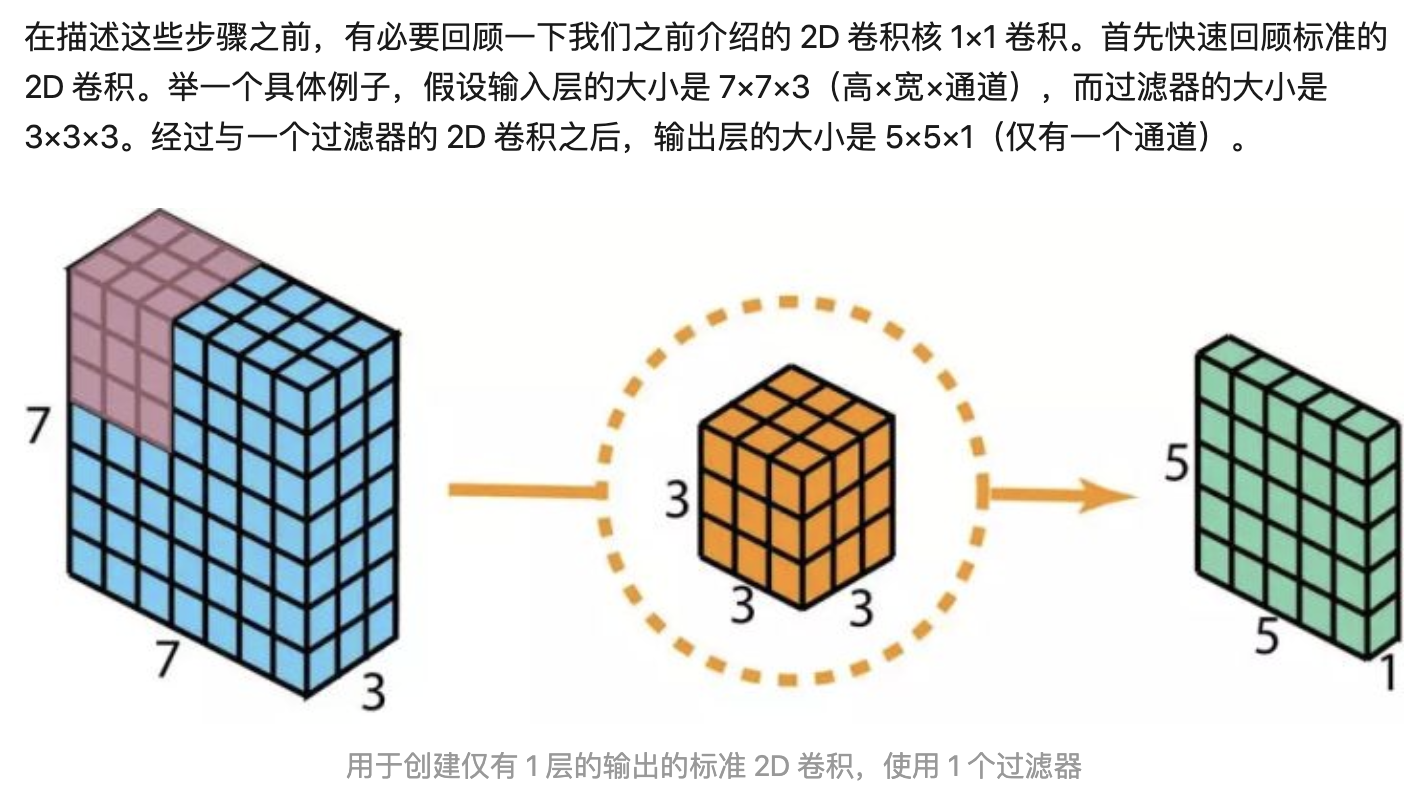 在描述这些步骤之前，有必要回顾一下我们之前介绍的 2D 卷积核 1×1 卷积。首先快速回顾标准的
2D 卷积。举一个具体例子，假设输入层的大小是 7×7×3（高×宽×通道），而过滤器的大小是
3×3×3。经过与一个过滤器的 2D 卷积之后，输出层的大小是 5×5×1（仅有一个通道）。
7
7
3
3
3
3
5
5
1
用于创建仅有 1 层的输出的标准 2D 卷积，使用 1 个过滤器